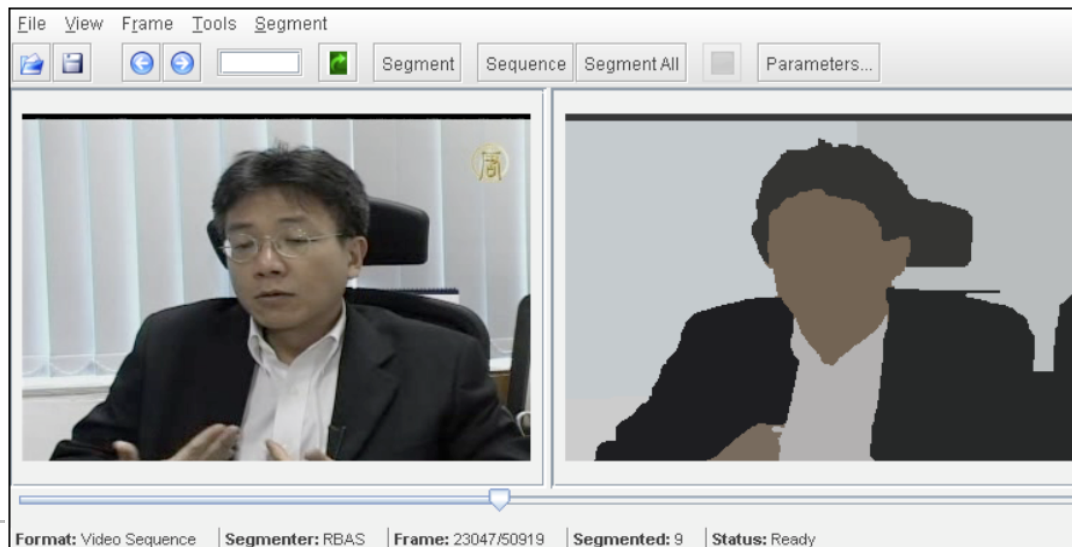 File View Frame Tools Segment
Segment Sequence Segment All Parameters...
周
Format: Video Sequence Segmenter: RBAS Frame: 23047/50919 Segmented: 9 Status: Ready